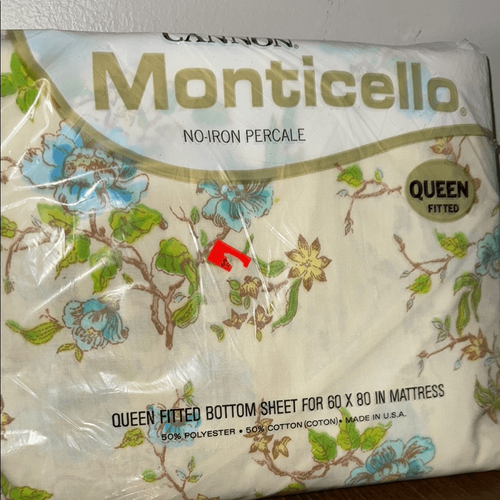 CANNON®
Monticello®
NO-IRON PERCALE
QUEEN
FITTED
QUEEN FITTED BOTTOM SHEET FOR 60 X 80 IN MATTRESS
50% POLYESTER • 50% COTTON (COTON) • MADE IN U.S.A.